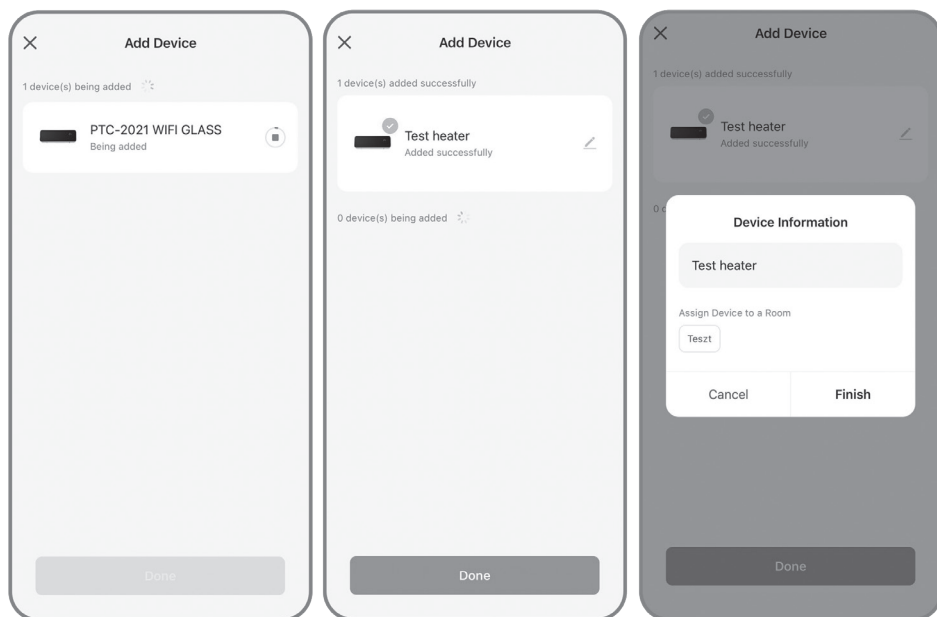 Add Device
1 device(s) being added
PTC-2021 WIFI GLASS
Being added
Done
Add Device
1 device(s) added successfully
Test heater
Added successfully
0 device(s) being added
Done
Add Device
1 device(s) added successfully
Test heater
Added successfully
0 d
Device Information
Test heater
Assign Device to a Room
Teszt
Cancel
Finish
Done